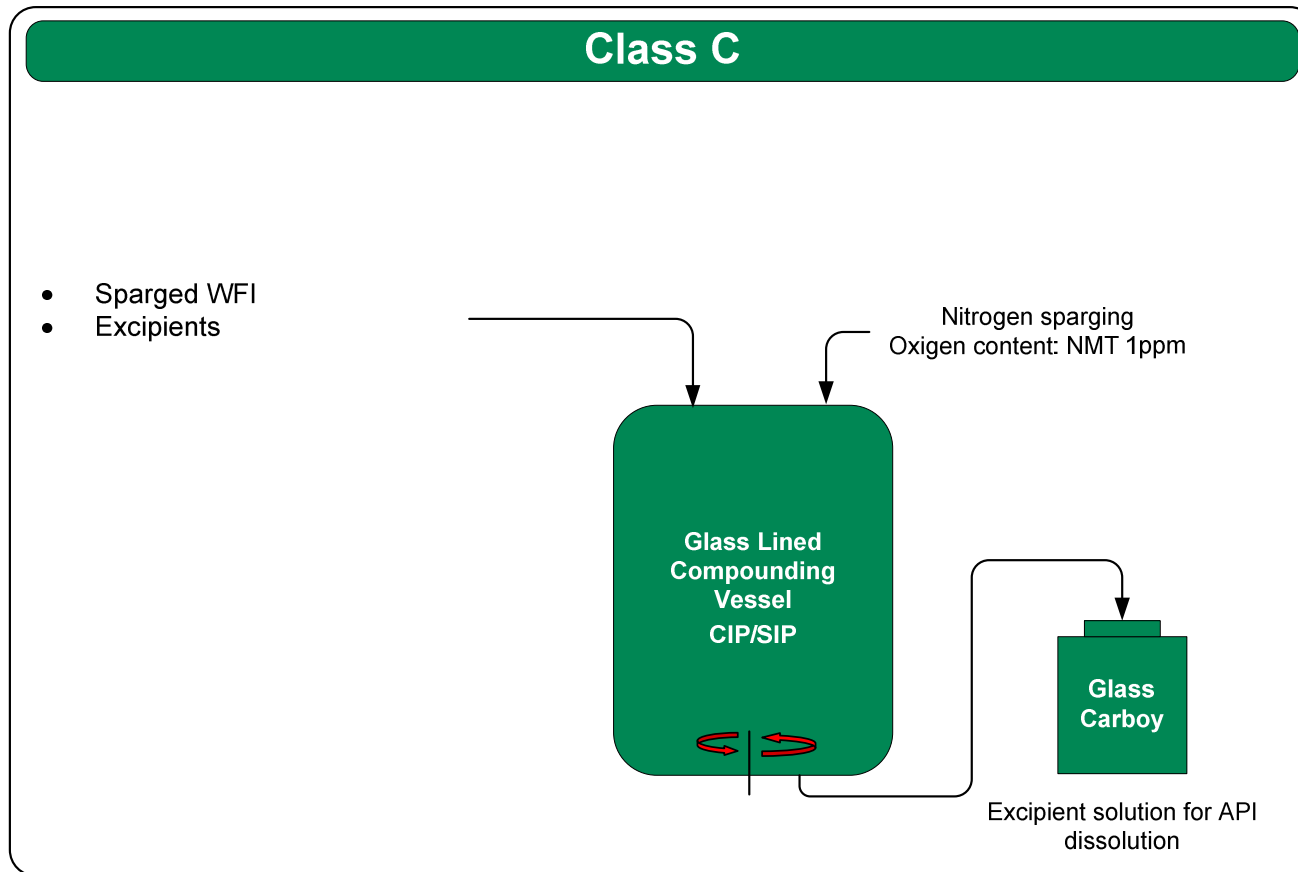 Class C
• Sparged WFI
• Excipients
Nitrogen sparging
Oxigen content: NMT 1ppm
Glass Lined
Compounding
Vessel
CIP/SIP
Glass
Carboy
Excipient solution for API
dissolution